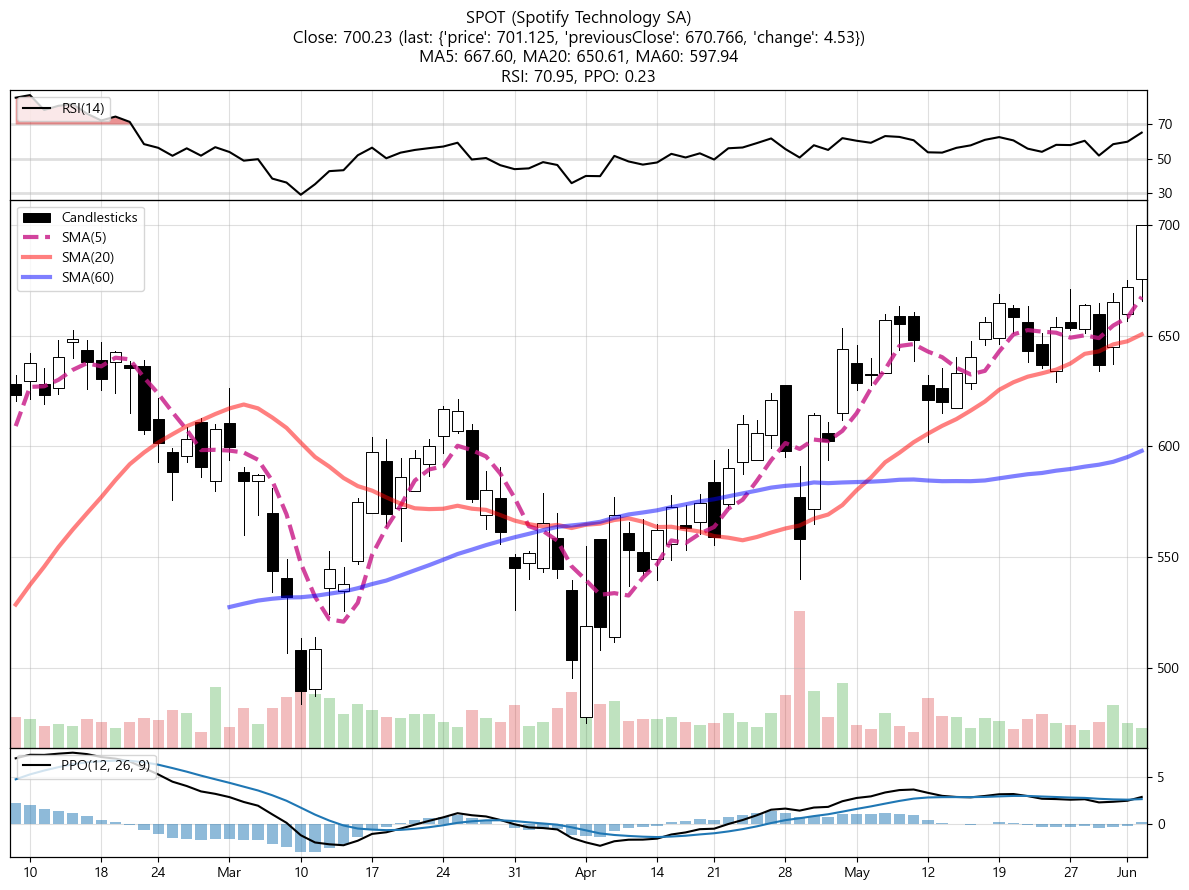 SPOT (Spotify Technology SA)
Close: 700.23 (last: {'price': 701.125, 'previousClose': 670.766, 'change': 4.53})
MA5: 667.60, MA20: 650.61, MA60: 597.94
RSI: 70.95, PPO: 0.23
RSI(14)
70
50
30
Candlesticks
SMA(5)
SMA(20)
SMA(60)
700
650
600
550
500
PPO(12, 26, 9)
5
0
10 18 24 Mar 10 17 24 31 Apr 14 21 28 May 12 19 27 Jun